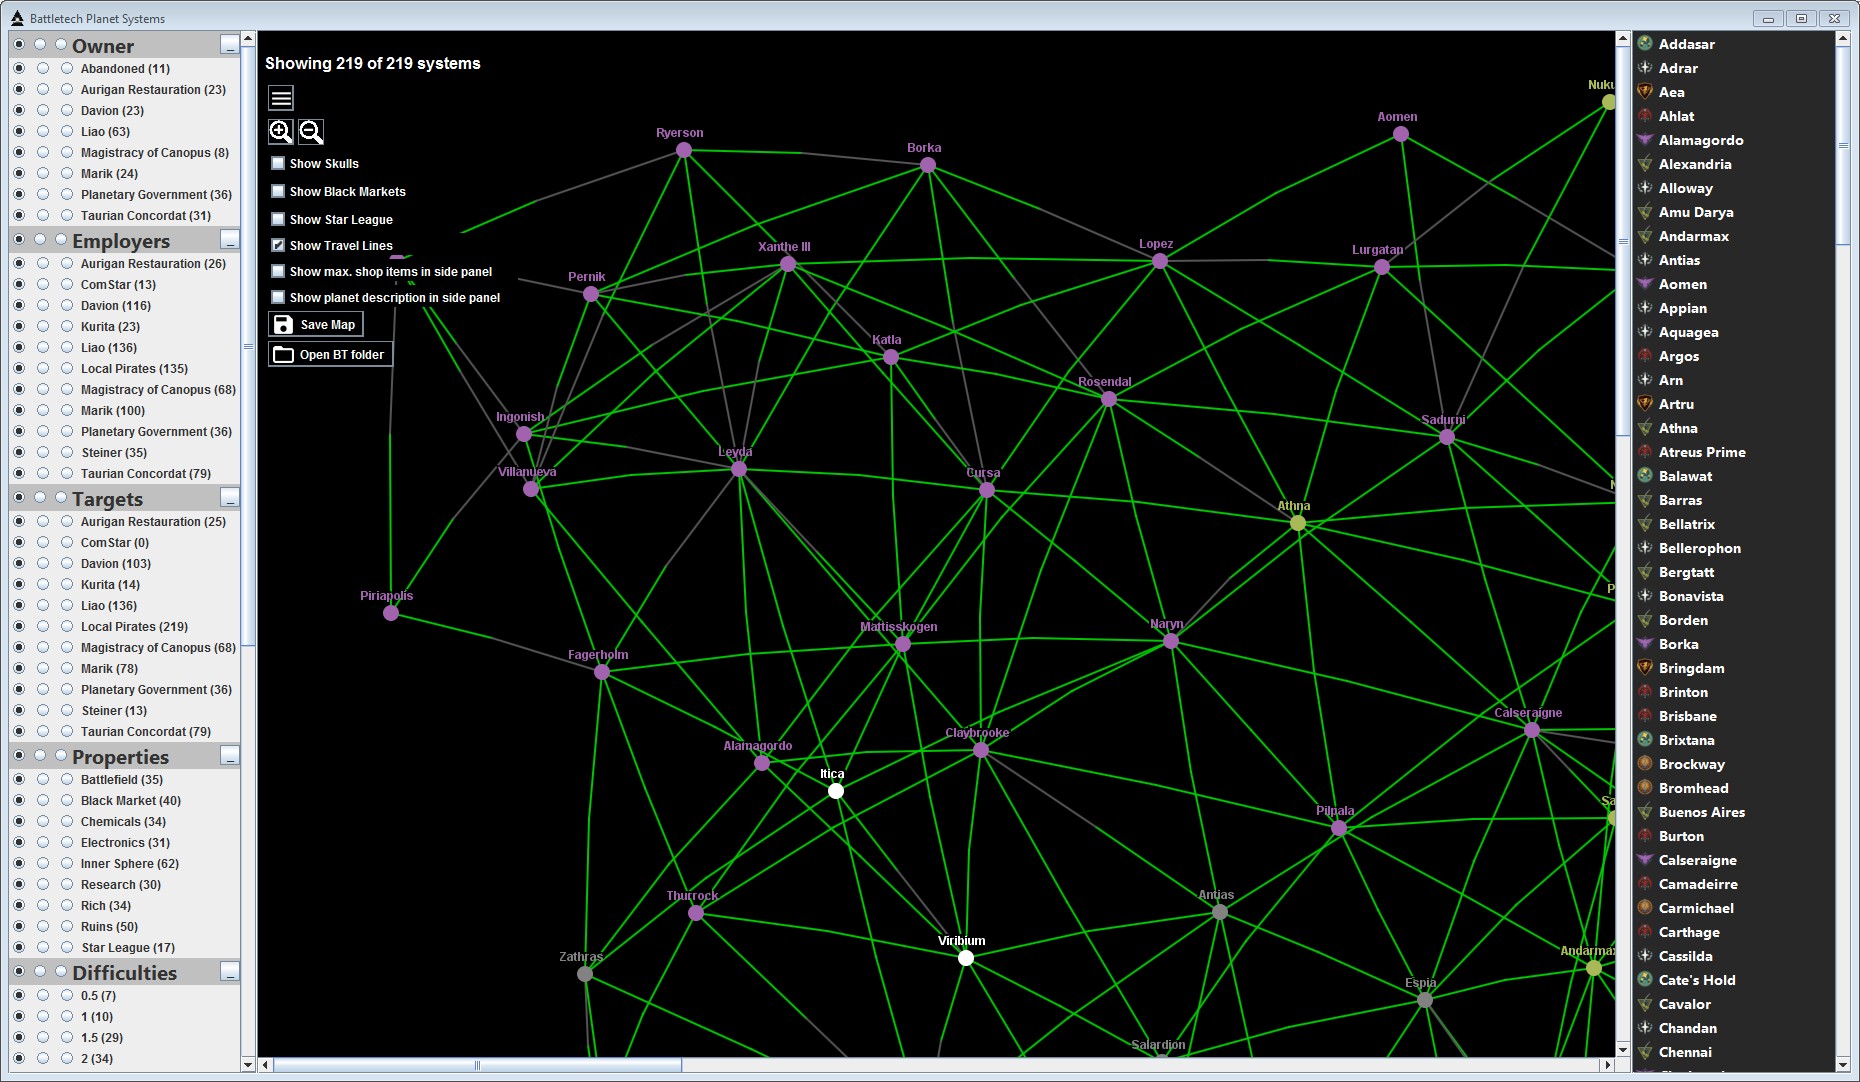 Battletech Planet Systems
Owner
Abandoned (11)
Aurigan Restauration (23)
Davion (23)
Liao (63)
Magistracy of Canopus (8)
Marik (24)
Planetary Government (36)
Taurian Concordat (31)
Employers
Aurigan Restauration (26)
ComStar (13)
Davion (116)
Kurita (23)
Liao (136)
Local Pirates (135)
Magistracy of Canopus (68)
Marik (100)
Planetary Government (36)
Steiner (35)
Taurian Concordat (79)
Targets
Aurigan Restauration (25)
ComStar (0)
Davion (103)
Kurita (14)
Liao (136)
Local Pirates (219)
Magistracy of Canopus (68)
Marik (78)
Planetary Government (36)
Steiner (13)
Taurian Concordat (79)
Properties
Battlefield (35)
Black Market (40)
Chemicals (34)
Electronics (31)
Inner Sphere (62)
Research (30)
Rich (34)
Ruins (50)
Star League (17)
Difficulties
0.5 (7)
1 (10)
1.5 (29)
2 (34)
Showing 219 of 219 systems
Show Skulls
Show Black Markets
Show Star League
Show Travel Lines
Show max. shop items in side panel
Show planet description in side panel
Save Map
Open BT folder
Nuku
Aomen
Ryerson
Borka
Xanthe III
Lopez
Lurgatan
Pernik
Katla
Rosendal
Ingonish
Sadurni
Leyda
Villanueva
Cursa
N
Athna
P
Piriapolis
Mattisskogen
Naryn
Fagerholm
Calseraigne
Claybrooke
Alamagordo
Itica
Sa
Pilpala
Thurrock
Antias
Viribium
Andarmax
Zathras
Espia
Salardion
Addasar
Adrar
Aea
Ahlat
Alamagordo
Alexandria
Alloway
Amu Darya
Andarmax
Antias
Aomen
Appian
Aquagea
Argos
Arn
Artru
Athna
Atreus Prime
Balawat
Barras
Bellatrix
Bellerophon
Bergtatt
Bonavista
Borden
Borka
Bringdam
Brinton
Brisbane
Brixtana
Brockway
Bromhead
Buenos Aires
Burton
Calseraigne
Camadeirre
Carmichael
Carthage
Cassilda
Cate's Hold
Cavalor
Chandan
Chennai